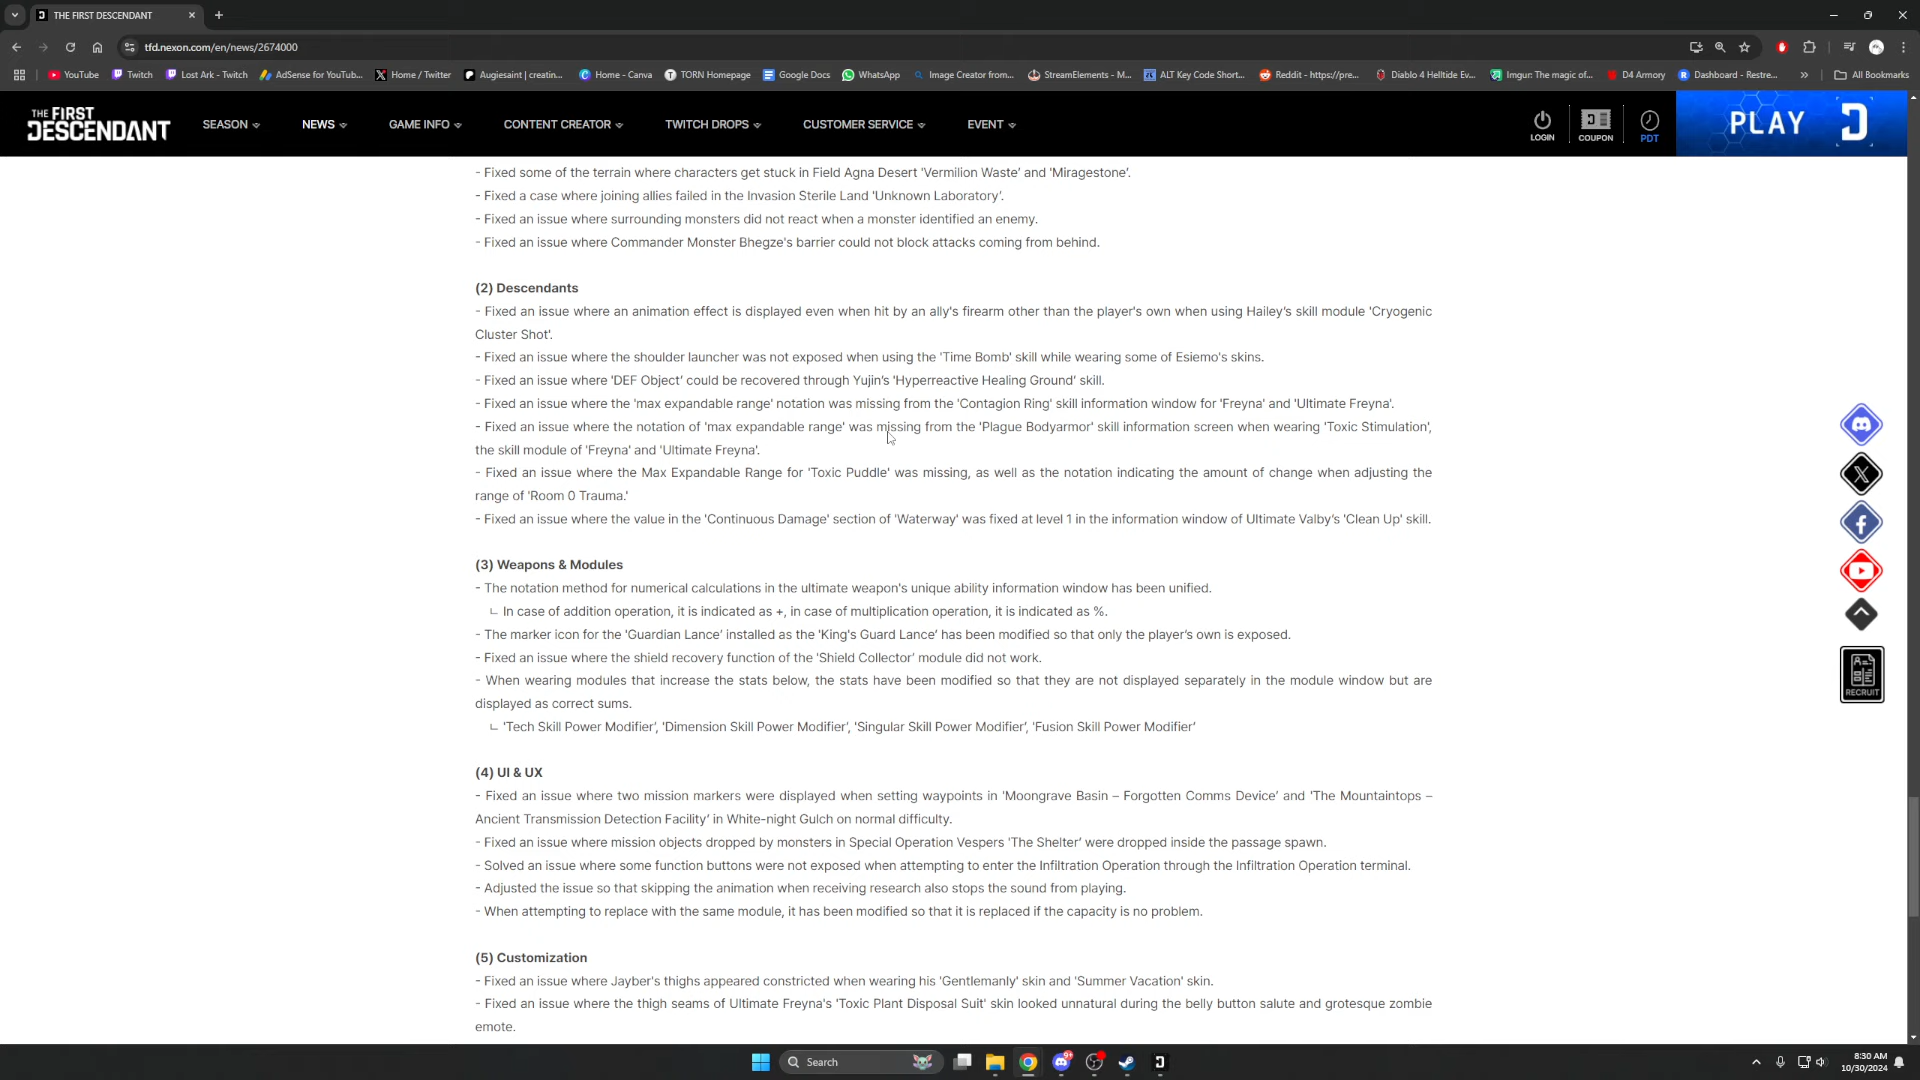 THE FIRST DESCENDANT
tfd.nexon.com/en/news/2674000
YouTube
Twitch
Lost Ark - Twitch
AdSense for YouTub...
Home / Twitter
Augiesaint | creatin...
Home - Canva
TORN Homepage
Google Docs
WhatsApp
Image Creator from...
StreamElements - M...
ALT Key Code Short...
Reddit - https://pre...
Diablo 4 Helltide Ev...
Imgur: The magic of...
D4 Armory
Dashboard - Restre...
All Bookmarks
THE FIRST
DESCENDANT
SEASON
NEWS
GAME INFO
CONTENT CREATOR
TWITCH DROPS
CUSTOMER SERVICE
EVENT
LOGIN
COUPON
PDT
PLAY
- Fixed some of the terrain where characters get stuck in Field Agna Desert 'Vermilion Waste' and 'Miragestone'.
- Fixed a case where joining allies failed in the Invasion Sterile Land 'Unknown Laboratory'.
- Fixed an issue where surrounding monsters did not react when a monster identified an enemy.
- Fixed an issue where Commander Monster Bhegze's barrier could not block attacks coming from behind.
(2) Descendants
- Fixed an issue where an animation effect is displayed even when hit by an ally's firearm other than the player's own when using Hailey's skill module 'Cryogenic
Cluster Shot'.
- Fixed an issue where the shoulder launcher was not exposed when using the 'Time Bomb' skill while wearing some of Esiemo's skins.
- Fixed an issue where 'DEF Object' could be recovered through Yujin's 'Hyperreactive Healing Ground' skill.
- Fixed an issue where the 'max expandable range' notation was missing from the 'Contagion Ring' skill information window for 'Freyna' and 'Ultimate Freyna'.
- Fixed an issue where the notation of 'max expandable range' was missing from the 'Plague Bodyarmor' skill information screen when wearing 'Toxic Stimulation',
the skill module of 'Freyna' and 'Ultimate Freyna'.
- Fixed an issue where the Max Expandable Range for 'Toxic Puddle' was missing, as well as the notation indicating the amount of change when adjusting the
range of 'Room 0 Trauma.'
- Fixed an issue where the value in the 'Continuous Damage' section of 'Waterway' was fixed at level 1 in the information window of Ultimate Valby's 'Clean Up' skill.
(3) Weapons & Modules
- The notation method for numerical calculations in the ultimate weapon's unique ability information window has been unified.
ㄴ In case of addition operation, it is indicated as +, in case of multiplication operation, it is indicated as %.
- The marker icon for the 'Guardian Lance' installed as the 'King's Guard Lance' has been modified so that only the player's own is exposed.
- Fixed an issue where the shield recovery function of the 'Shield Collector' module did not work.
- When wearing modules that increase the stats below, the stats have been modified so that they are not displayed separately in the module window but are
displayed as correct sums.
ㄴ 'Tech Skill Power Modifier', 'Dimension Skill Power Modifier', 'Singular Skill Power Modifier', 'Fusion Skill Power Modifier'
(4) UI & UX
- Fixed an issue where two mission markers were displayed when setting waypoints in 'Moongrave Basin – Forgotten Comms Device' and 'The Mountaintops –
Ancient Transmission Detection Facility' in White-night Gulch on normal difficulty.
- Fixed an issue where mission objects dropped by monsters in Special Operation Vespers 'The Shelter' were dropped inside the passage spawn.
- Solved an issue where some function buttons were not exposed when attempting to enter the Infiltration Operation through the Infiltration Operation terminal.
- Adjusted the issue so that skipping the animation when receiving research also stops the sound from playing.
- When attempting to replace with the same module, it has been modified so that it is replaced if the capacity is no problem.
(5) Customization
- Fixed an issue where Jayber's thighs appeared constricted when wearing his 'Gentlemanly' skin and 'Summer Vacation' skin.
- Fixed an issue where the thigh seams of Ultimate Freyna's 'Toxic Plant Disposal Suit' skin looked unnatural during the belly button salute and grotesque zombie
emote.
RECRUIT
Search
9+
8:30 AM
10/30/2024